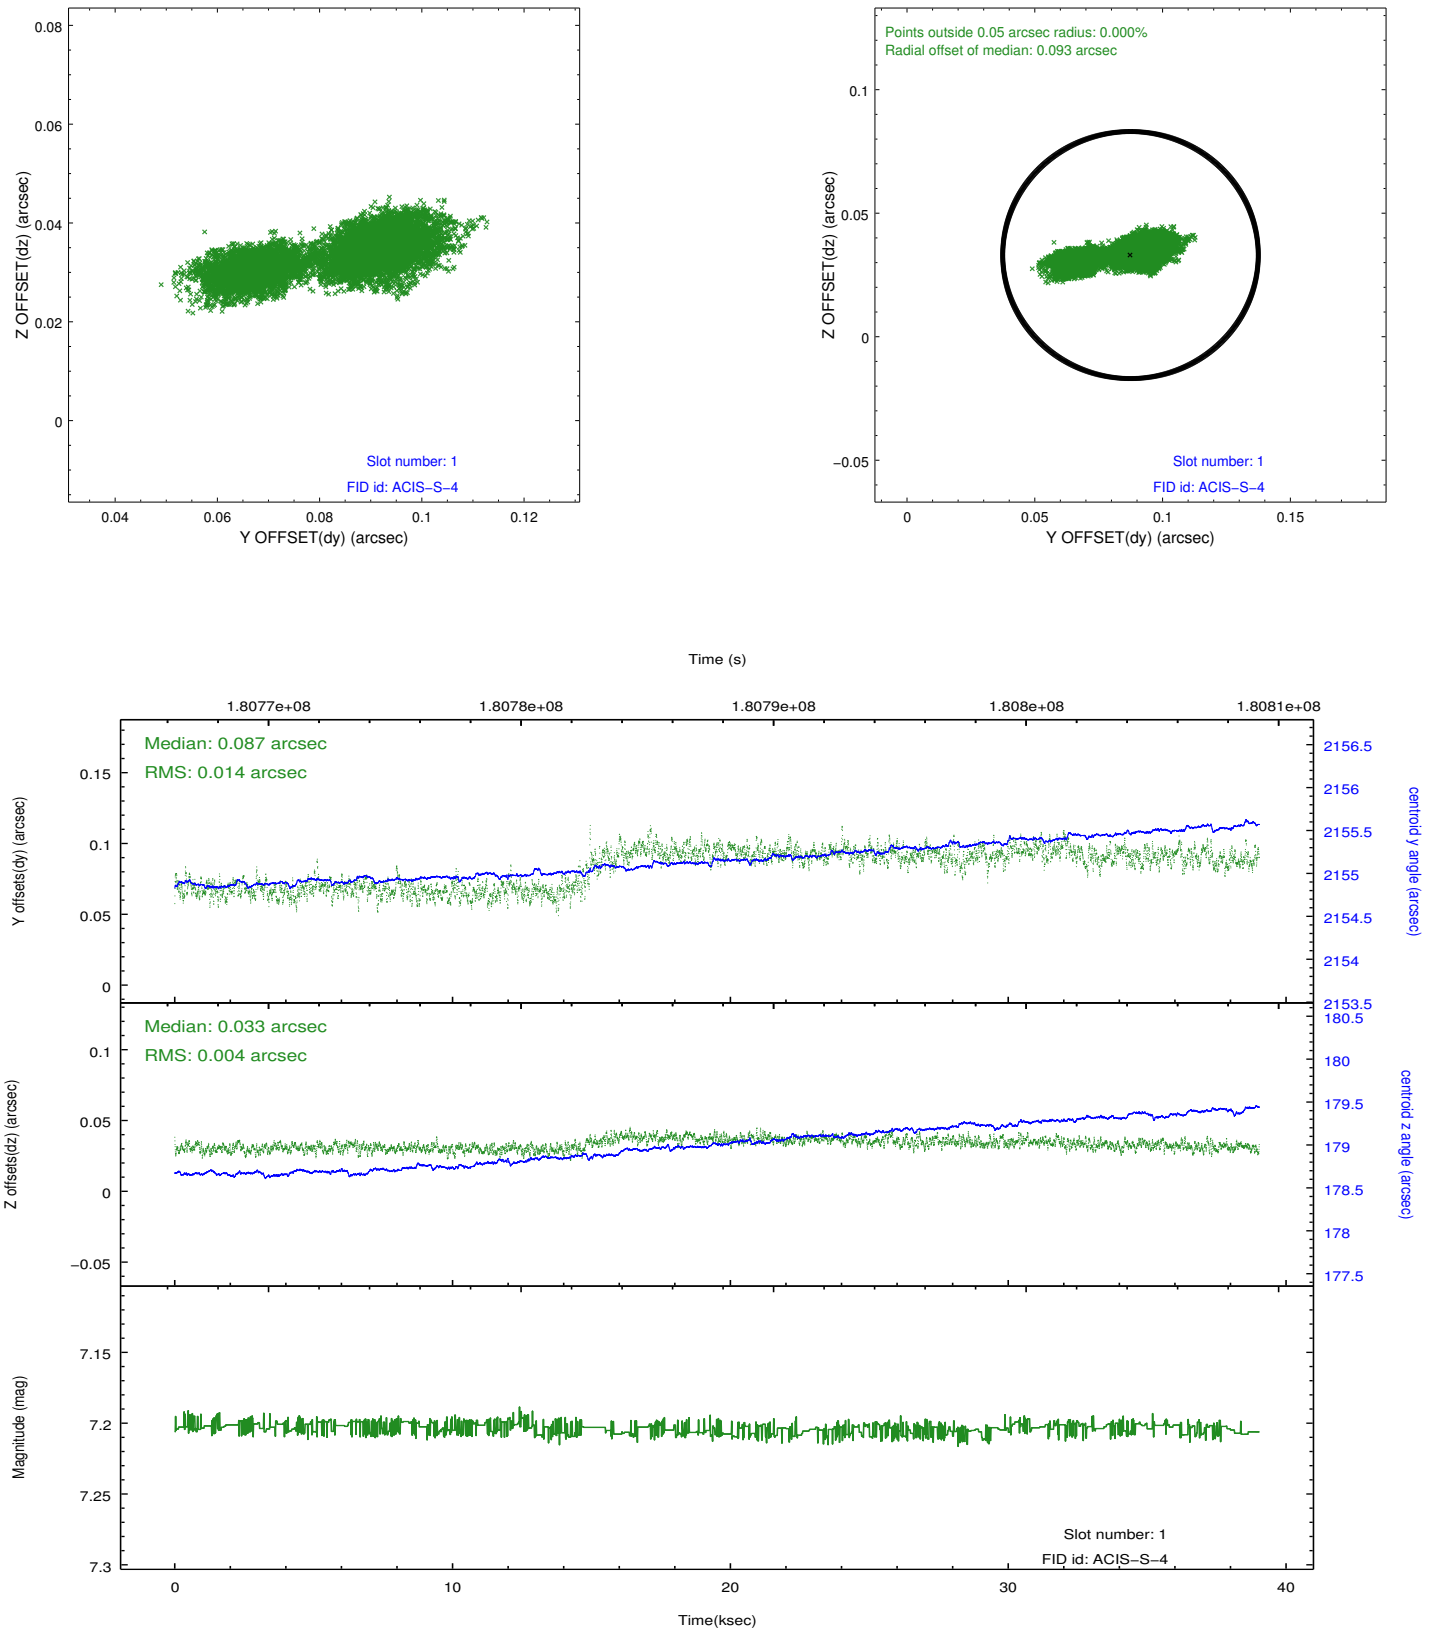 0.08
0.06
0.04
0.02
0
Z OFFSET(dz) (arcsec)
Slot number: 1
FID id: ACIS−S−4
0.04 0.06 0.08 0.1 0.12
Y OFFSET(dy) (arcsec)
Points outside 0.05 arcsec radius: 0.000%
Radial offset of median: 0.093 arcsec
0.1
0.05
0
−0.05
Z OFFSET(dz) (arcsec)
Slot number: 1
FID id: ACIS−S−4
0 0.05 0.1 0.15
Y OFFSET(dy) (arcsec)
Time (s)
1.8077e+08 1.8078e+08 1.8079e+08 1.808e+08 1.8081e+08
Median: 0.087 arcsec
RMS: 0.014 arcsec
0.15
0.1
0.05
0
Y offsets(dy) (arcsec)
2156.5
2156
2155.5
2155
2154.5
2154
2153.5
centroid y angle (arcsec)
Median: 0.033 arcsec
RMS: 0.004 arcsec
0.1
0.05
0
−0.05
Z offsets(dz) (arcsec)
180.5
180
179.5
179
178.5
178
177.5
centroid z angle (arcsec)
7.15
7.2
7.25
7.3
Magnitude (mag)
Slot number: 1
FID id: ACIS−S−4
0 10 20 30 40
Time(ksec)